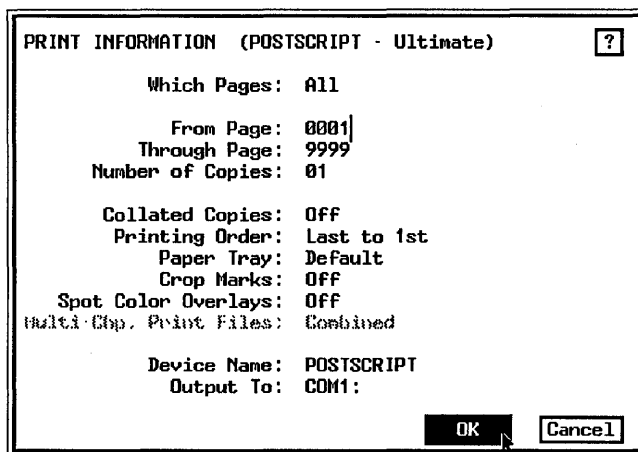 PRINT INFORMATION (POSTSCRIPT - Ultimate) ?
Which Pages: All
From Page: 0001
Through Page: 9999
Number of Copies: 01
Collated Copies: Off
Printing Order: Last to 1st
Paper Tray: Default
Crop Marks: Off
Spot Color Overlays: Off
Multi-Chp. Print Files: Combined
Device Name: POSTSCRIPT
Output To: COM1:
OK Cancel